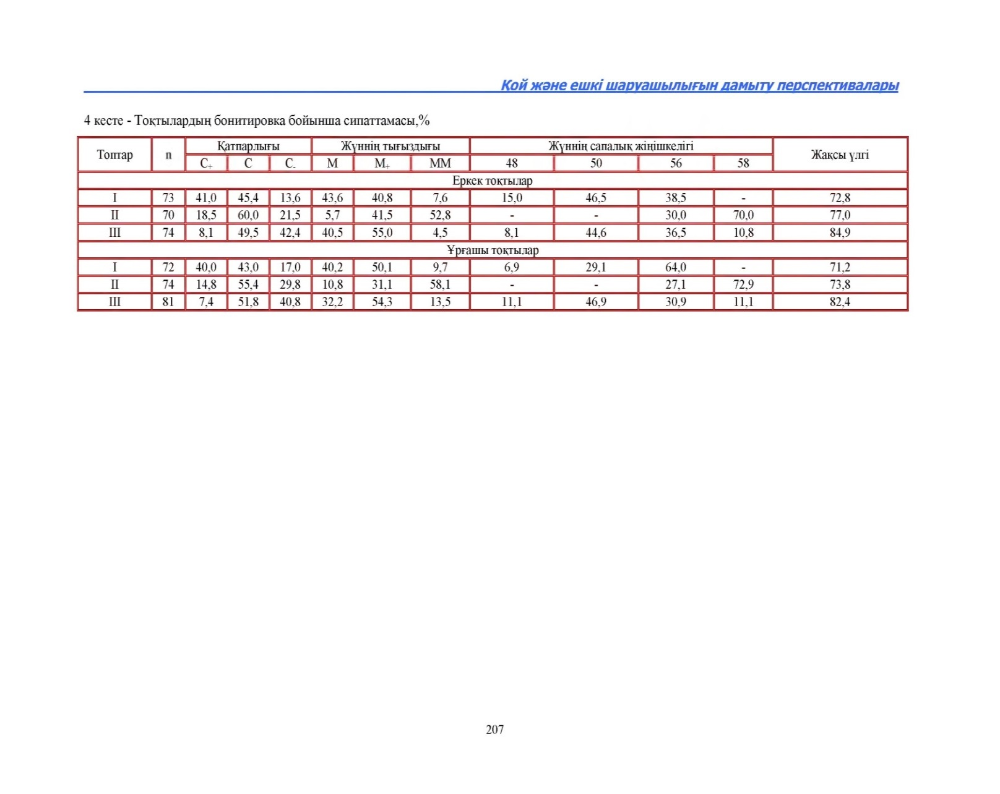 Қой және ешкі шаруашылығын дамыту перспективалары
4 кесте - Тоқтылардың бонитировка бойынша сипаттамасы,%
Топтар n Қатпарлығы Жүннің тығыздығы Жүннің сапалық жіңішкелігі Жақсы үлгі
С+ С С- М М+ ММ 48 50 56 58
Еркек тоқтылар
I 73 41,0 45,4 13,6 43,6 40,8 7,6 15,0 46,5 38,5 - 72,8
II 70 18,5 60,0 21,5 5,7 41,5 52,8 - - 30,0 70,0 77,0
III 74 8,1 49,5 42,4 40,5 55,0 4,5 8,1 44,6 36,5 10,8 84,9
Ұрғашы тоқтылар
I 72 40,0 43,0 17,0 40,2 50,1 9,7 6,9 29,1 64,0 - 71,2
II 74 14,8 55,4 29,8 10,8 31,1 58,1 - - 27,1 72,9 73,8
III 81 7,4 51,8 40,8 32,2 54,3 13,5 11,1 46,9 30,9 11,1 82,4
207